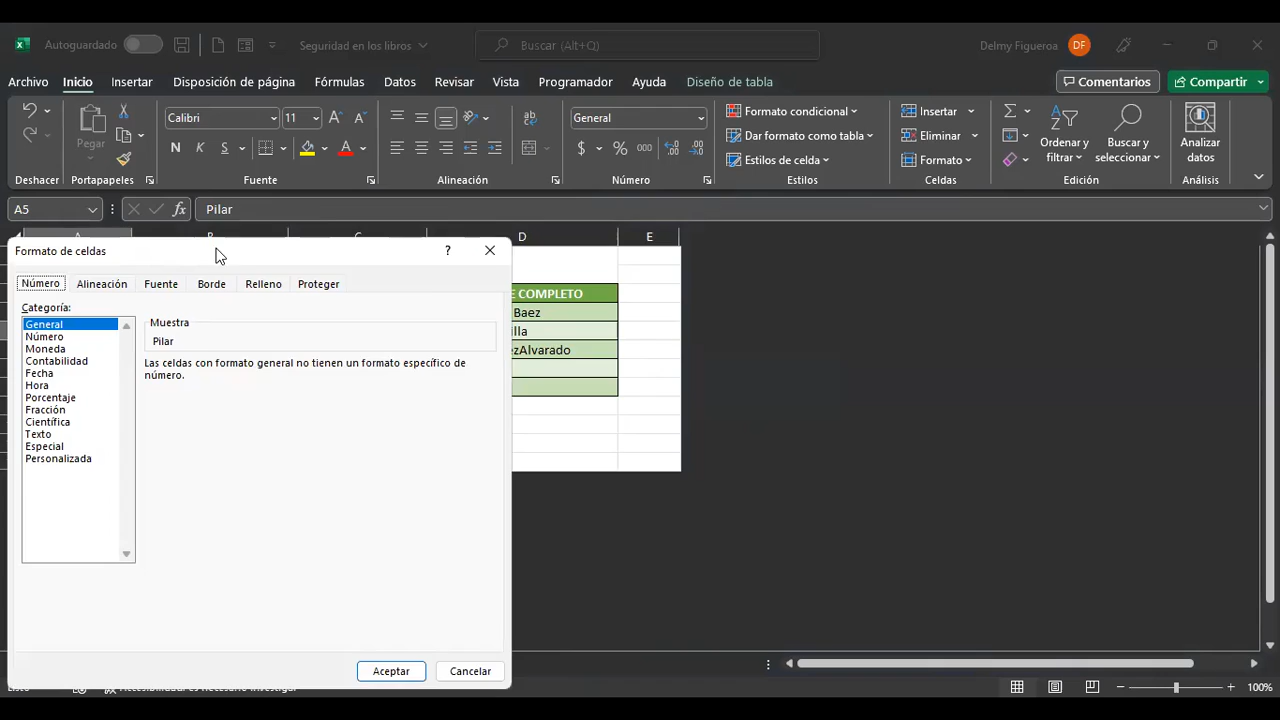 Autoguardado
Seguridad en los libros
Buscar (Alt+Q)
Delmy Figueroa
DF
Archivo
Inicio
Insertar
Disposición de página
Fórmulas
Datos
Revisar
Vista
Programador
Ayuda
Diseño de tabla
Comentarios
Compartir
Pegar
Calibri
11
General
Formato condicional
Dar formato como tabla
Estilos de celda
Insertar
Eliminar
Formato
Ordenar y
filtrar
Buscar y
seleccionar
Analizar
datos
N
K
S
$ % 000
Deshacer
Portapapeles
Fuente
Alineación
Número
Estilos
Celdas
Edición
Análisis
A5
fx
Pilar
D
E
Formato de celdas
?
Número
Alineación
Fuente
Borde
Relleno
Proteger
Categoría:
General
Número
Moneda
Contabilidad
Fecha
Hora
Porcentaje
Fracción
Científica
Texto
Especial
Personalizada
Muestra
Pilar
Las celdas con formato general no tienen un formato específico de
número.
Aceptar
Cancelar
E COMPLETO
Baez
illa
ezAlvarado
100%